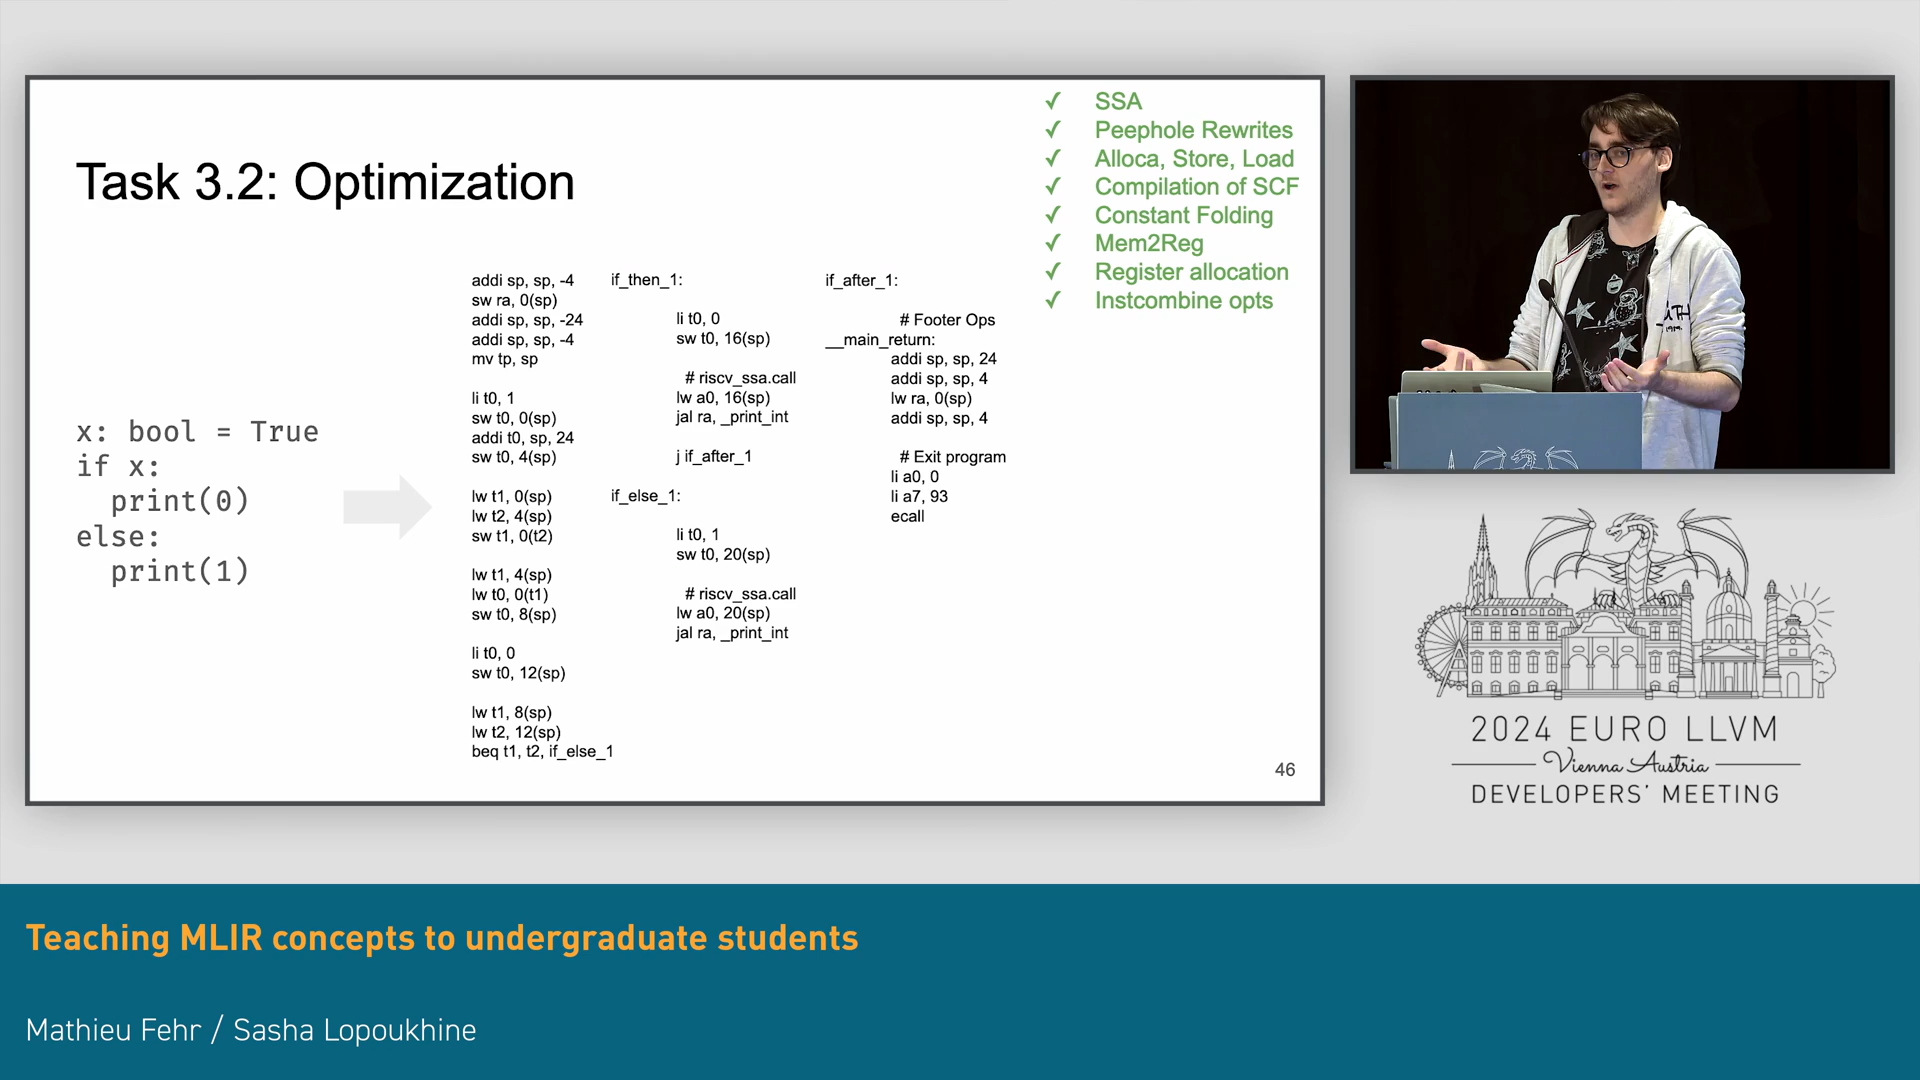 Task 3.2: Optimization
✓ SSA
✓ Peephole Rewrites
✓ Alloca, Store, Load
✓ Compilation of SCF
✓ Constant Folding
✓ Mem2Reg
✓ Register allocation
✓ Instcombine opts
x: bool = True
if x:
print(0)
else:
print(1)
addi sp, sp, -4
sw ra, 0(sp)
addi sp, sp, -24
addi sp, sp, -4
mv tp, sp
li t0, 1
sw t0, 0(sp)
addi t0, sp, 24
sw t0, 4(sp)
lw t1, 0(sp)
lw t2, 4(sp)
sw t1, 0(t2)
lw t1, 4(sp)
lw t0, 0(t1)
sw t0, 8(sp)
li t0, 0
sw t0, 12(sp)
lw t1, 8(sp)
lw t2, 12(sp)
beq t1, t2, if_else_1
if_then_1:
li t0, 0
sw t0, 16(sp)
# riscv_ssa.call
lw a0, 16(sp)
jal ra, _print_int
j if_after_1
if_else_1:
li t0, 1
sw t0, 20(sp)
# riscv_ssa.call
lw a0, 20(sp)
jal ra, _print_int
if_after_1:
# Footer Ops
__main_return:
addi sp, sp, 24
addi sp, sp, 4
lw ra, 0(sp)
addi sp, sp, 4
# Exit program
li a0, 0
li a7, 93
ecall
46
2024 EURO LLVM
Vienna Austria
DEVELOPERS' MEETING
Teaching MLIR concepts to undergraduate students
Mathieu Fehr / Sasha Lopoukhine